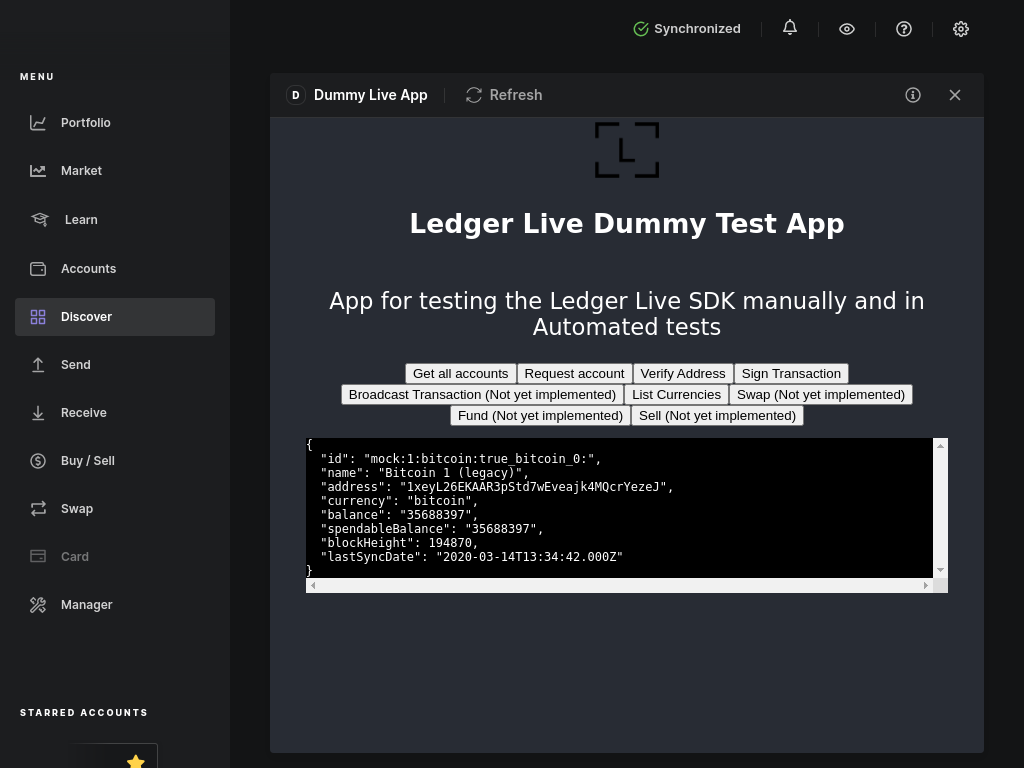 Synchronized
MENU
Portfolio
Market
Learn
Accounts
Discover
Send
Receive
Buy / Sell
Swap
Card
Manager
STARRED ACCOUNTS
D Dummy Live App Refresh
L
Ledger Live Dummy Test App
App for testing the Ledger Live SDK manually and in
Automated tests
Get all accounts Request account Verify Address Sign Transaction
Broadcast Transaction (Not yet implemented) List Currencies Swap (Not yet implemented)
Fund (Not yet implemented) Sell (Not yet implemented)
{
  "id": "mock:1:bitcoin:true_bitcoin_0:",
  "name": "Bitcoin 1 (legacy)",
  "address": "1xeyL26EKAAR3pStd7wEveajk4MQcrYezeJ",
  "currency": "bitcoin",
  "balance": "35688397",
  "spendableBalance": "35688397",
  "blockHeight": 194870,
  "lastSyncDate": "2020-03-14T13:34:42.000Z"
}